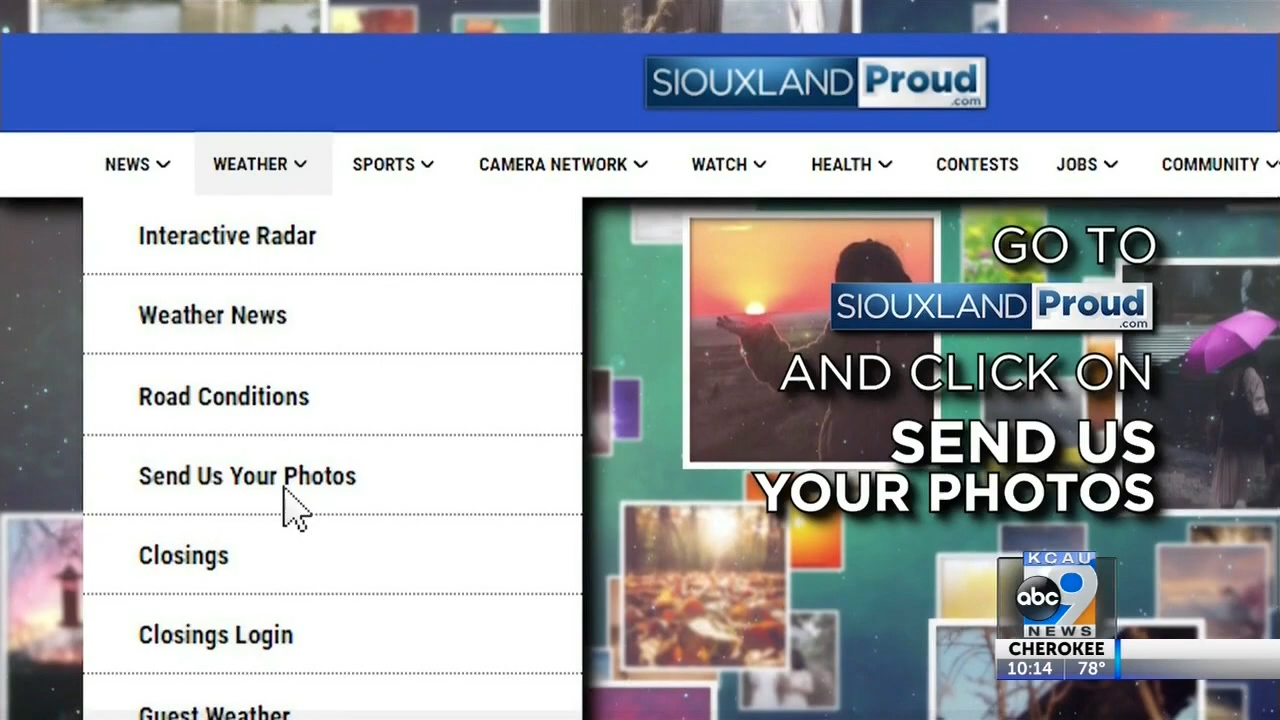 SIOUXLAND Proud
.com
NEWS WEATHER SPORTS CAMERA NETWORK WATCH HEALTH CONTESTS JOBS COMMUNITY
Interactive Radar
Weather News
Road Conditions
Send Us Your Photos
Closings
Closings Login
Guest Weather
GO TO
SIOUXLAND Proud
.com
AND CLICK ON
SEND US
YOUR PHOTOS
KCAU
abc 9
NEWS
CHEROKEE
10:14 78°